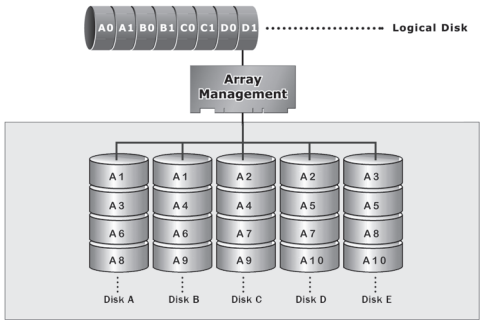 A0 A1 B0 B1 C0 C1 D0 D1 Logical Disk
Array
Management
A1 A1 A2 A2 A3
A3 A4 A4 A5 A5
A6 A6 A7 A7 A8
A8 A9 A9 A10 A10
Disk A Disk B Disk C Disk D Disk E